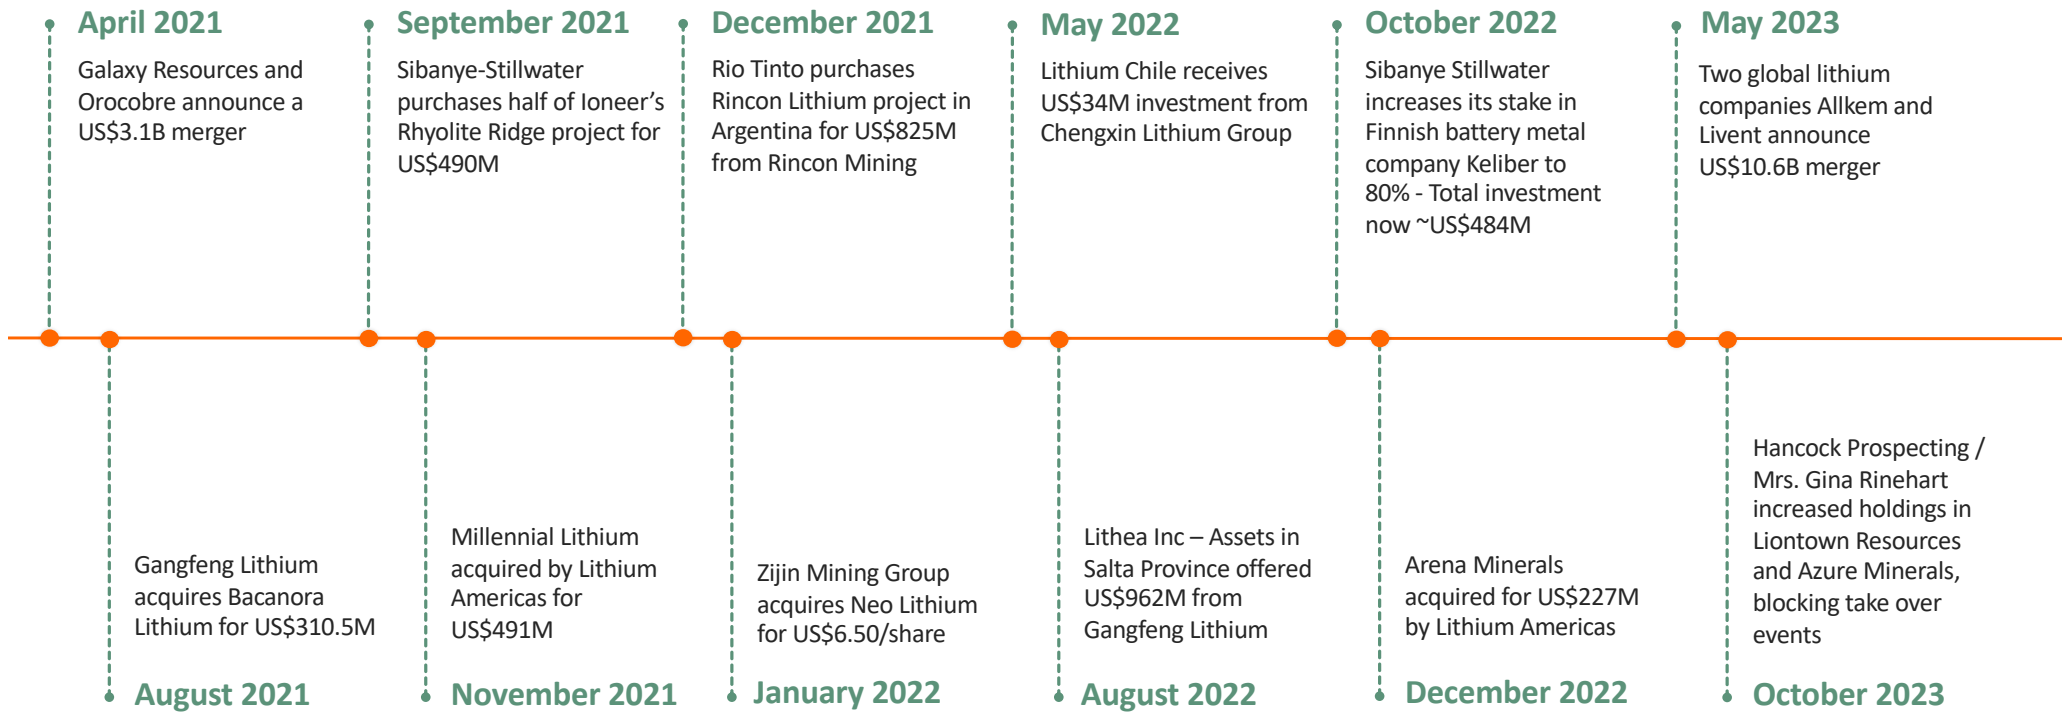 April 2021
Galaxy Resources and
Orocobre announce a
US$3.1B merger
September 2021
Sibanye-Stillwater
purchases half of Ioneer’s
Rhyolite Ridge project for
US$490M
December 2021
Rio Tinto purchases
Rincon Lithium project in
Argentina for US$825M
from Rincon Mining
May 2022
Lithium Chile receives
US$34M investment from
Chengxin Lithium Group
October 2022
Sibanye Stillwater
increases its stake in
Finnish battery metal
company Keliber to
80% - Total investment
now ~US$484M
May 2023
Two global lithium
companies Allkem and
Livent announce
US$10.6B merger
Gangfeng Lithium
acquires Bacanora
Lithium for US$310.5M
August 2021
Millennial Lithium
acquired by Lithium
Americas for
US$491M
November 2021
Zijin Mining Group
acquires Neo Lithium
for US$6.50/share
January 2022
Lithea Inc – Assets in
Salta Province offered
US$962M from
Gangfeng Lithium
August 2022
Arena Minerals
acquired for US$227M
by Lithium Americas
December 2022
Hancock Prospecting /
Mrs. Gina Rinehart
increased holdings in
Liontown Resources
and Azure Minerals,
blocking take over
events
October 2023